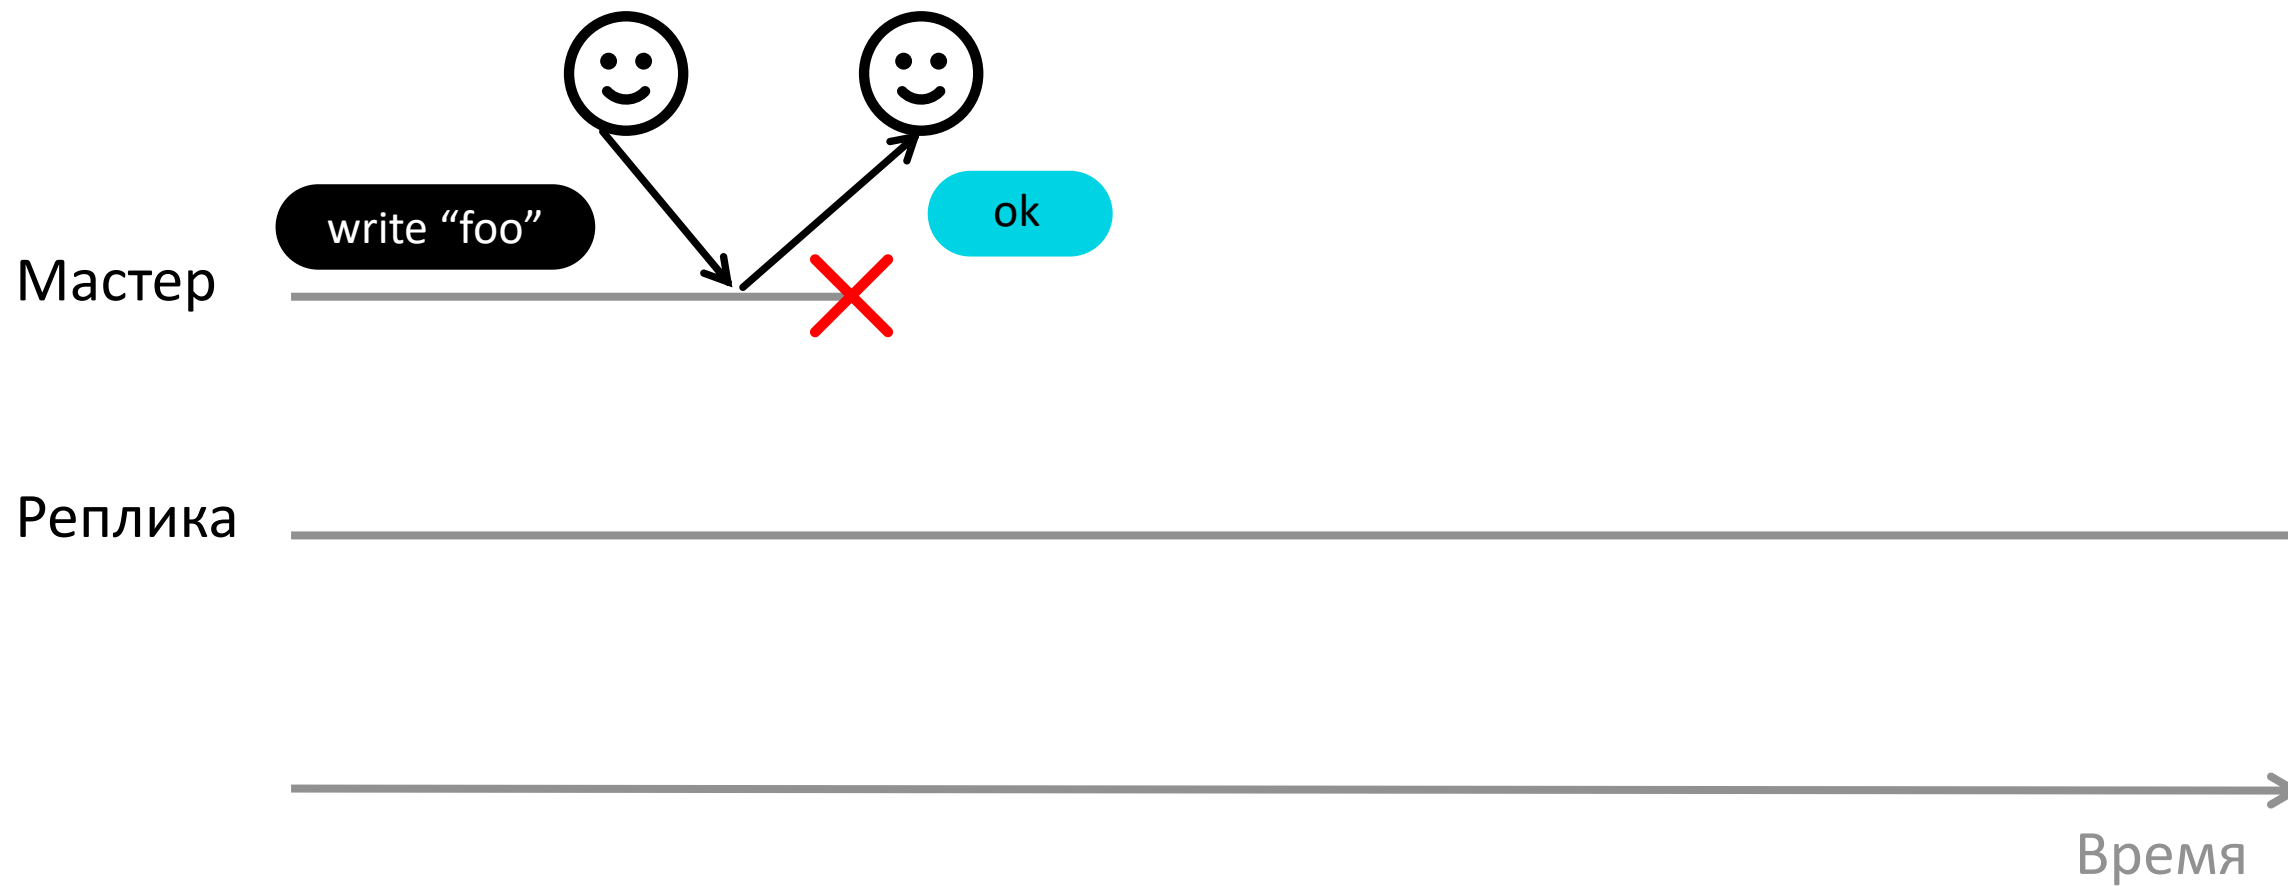 ok
write “foo”
Мастер
Реплика
Время